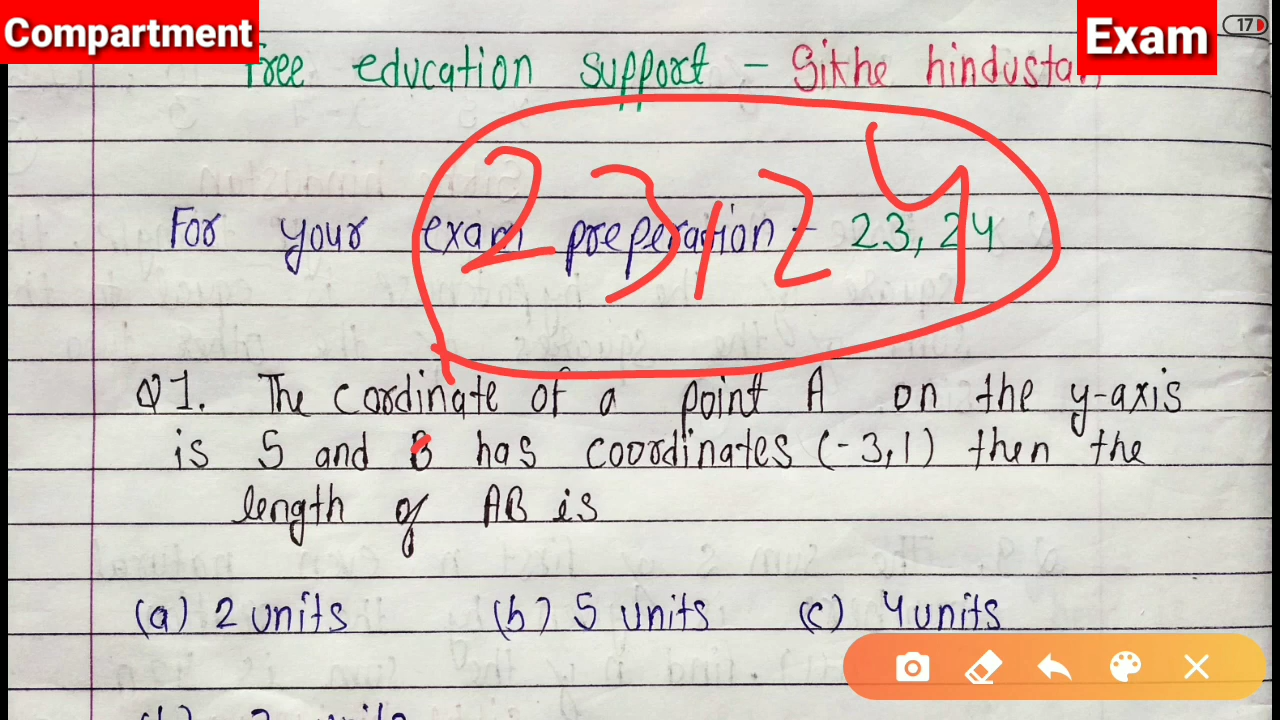 Compartment
Exam
17
free education support - Sikhe hindustan
23,24
For your exam preperation - 23,24
Q1. The coordinate of a point A on the y-axis
is 5 and B has coordinates (-3,1) then the
length of AB is
(a) 2 units (b) 5 units (c) 4 units